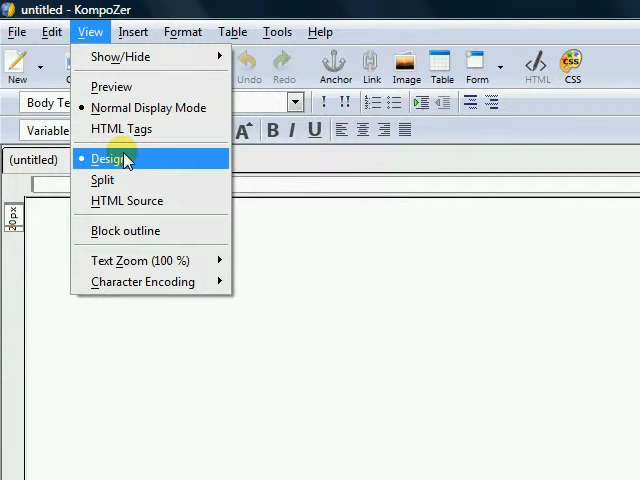 untitled - KompoZer
File Edit View Insert Format Table Tools Help
New Undo Redo Anchor Link Image Table Form HTML CSS
Show/Hide
Preview
Normal Display Mode
HTML Tags
Design
Split
HTML Source
Block outline
Text Zoom (100 %)
Character Encoding
Body Te ! !!
Variable A B I U
(untitled)